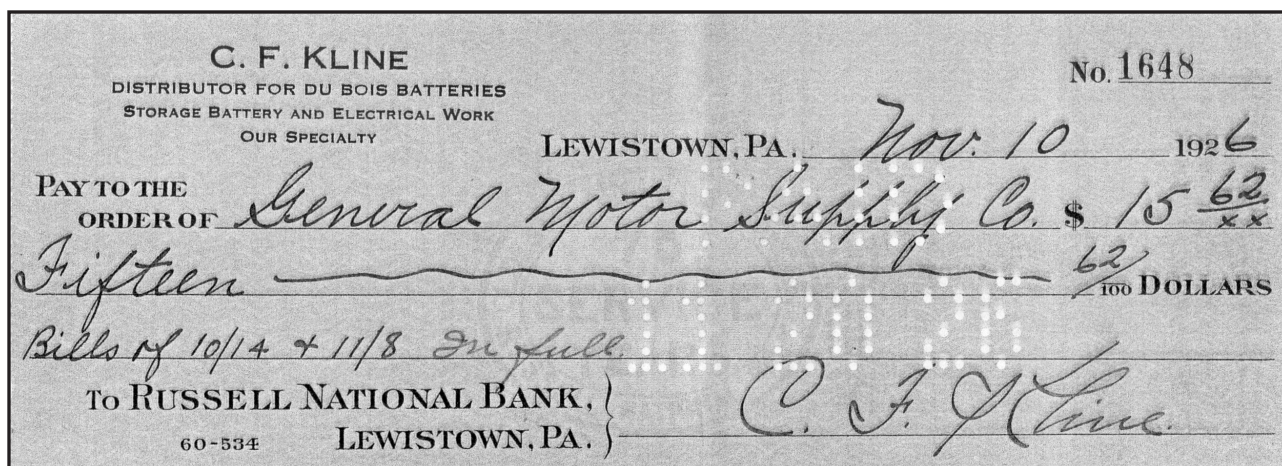 C. F. KLINE
DISTRIBUTOR FOR DU BOIS BATTERIES
STORAGE BATTERY AND ELECTRICAL WORK
OUR SPECIALTY
No. 1648
LEWISTOWN, PA. Nov. 10 1926
PAY TO THE
ORDER OF General Motor Supply Co. $ 15 62/xx
Fifteen 62/100 DOLLARS
Bills of 10/14 + 11/8 In full.
TO RUSSELL NATIONAL BANK,
60-534 LEWISTOWN, PA.
C. F. Kline.